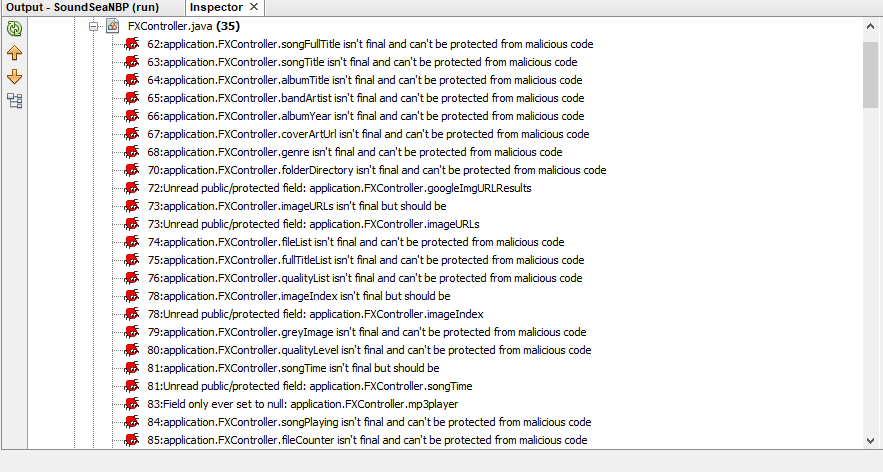 Output - SoundSeaNBP (run)
Inspector
FXController.java (35)
62:application.FXController.songFullTitle isn't final and can't be protected from malicious code
63:application.FXController.songTitle isn't final and can't be protected from malicious code
64:application.FXController.albumTitle isn't final and can't be protected from malicious code
65:application.FXController.bandArtist isn't final and can't be protected from malicious code
66:application.FXController.albumYear isn't final and can't be protected from malicious code
67:application.FXController.coverArtUrl isn't final and can't be protected from malicious code
68:application.FXController.genre isn't final and can't be protected from malicious code
70:application.FXController.folderDirectory isn't final and can't be protected from malicious code
72:Unread public/protected field: application.FXController.googleImgURLResults
73:application.FXController.imageURLs isn't final but should be
73:Unread public/protected field: application.FXController.imageURLs
74:application.FXController.fileList isn't final and can't be protected from malicious code
75:application.FXController.fullTitleList isn't final and can't be protected from malicious code
76:application.FXController.qualityList isn't final and can't be protected from malicious code
78:application.FXController.imageIndex isn't final but should be
78:Unread public/protected field: application.FXController.imageIndex
79:application.FXController.greyImage isn't final and can't be protected from malicious code
80:application.FXController.qualityLevel isn't final and can't be protected from malicious code
81:application.FXController.songTime isn't final but should be
81:Unread public/protected field: application.FXController.songTime
83:Field only ever set to null: application.FXController.mp3player
84:application.FXController.songPlaying isn't final and can't be protected from malicious code
85:application.FXController.fileCounter isn't final and can't be protected from malicious code